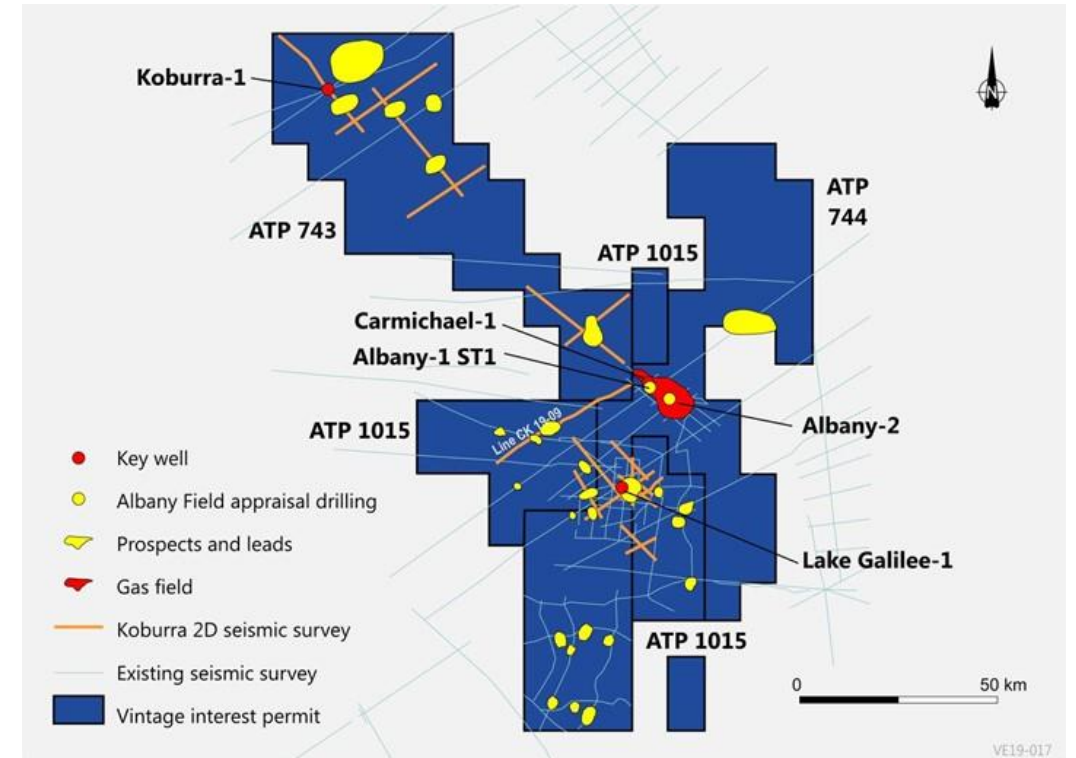 Koburra-1
N
ATP
744
ATP 743
ATP 1015
Carmichael-1
Albany-1 ST1
Line CK 19-09
ATP 1015
Albany-2
Key well
Albany Field appraisal drilling
Prospects and leads
Gas field
Koburra 2D seismic survey
Existing seismic survey
Vintage interest permit
Lake Galilee-1
ATP 1015
0 50 km
VE19-017